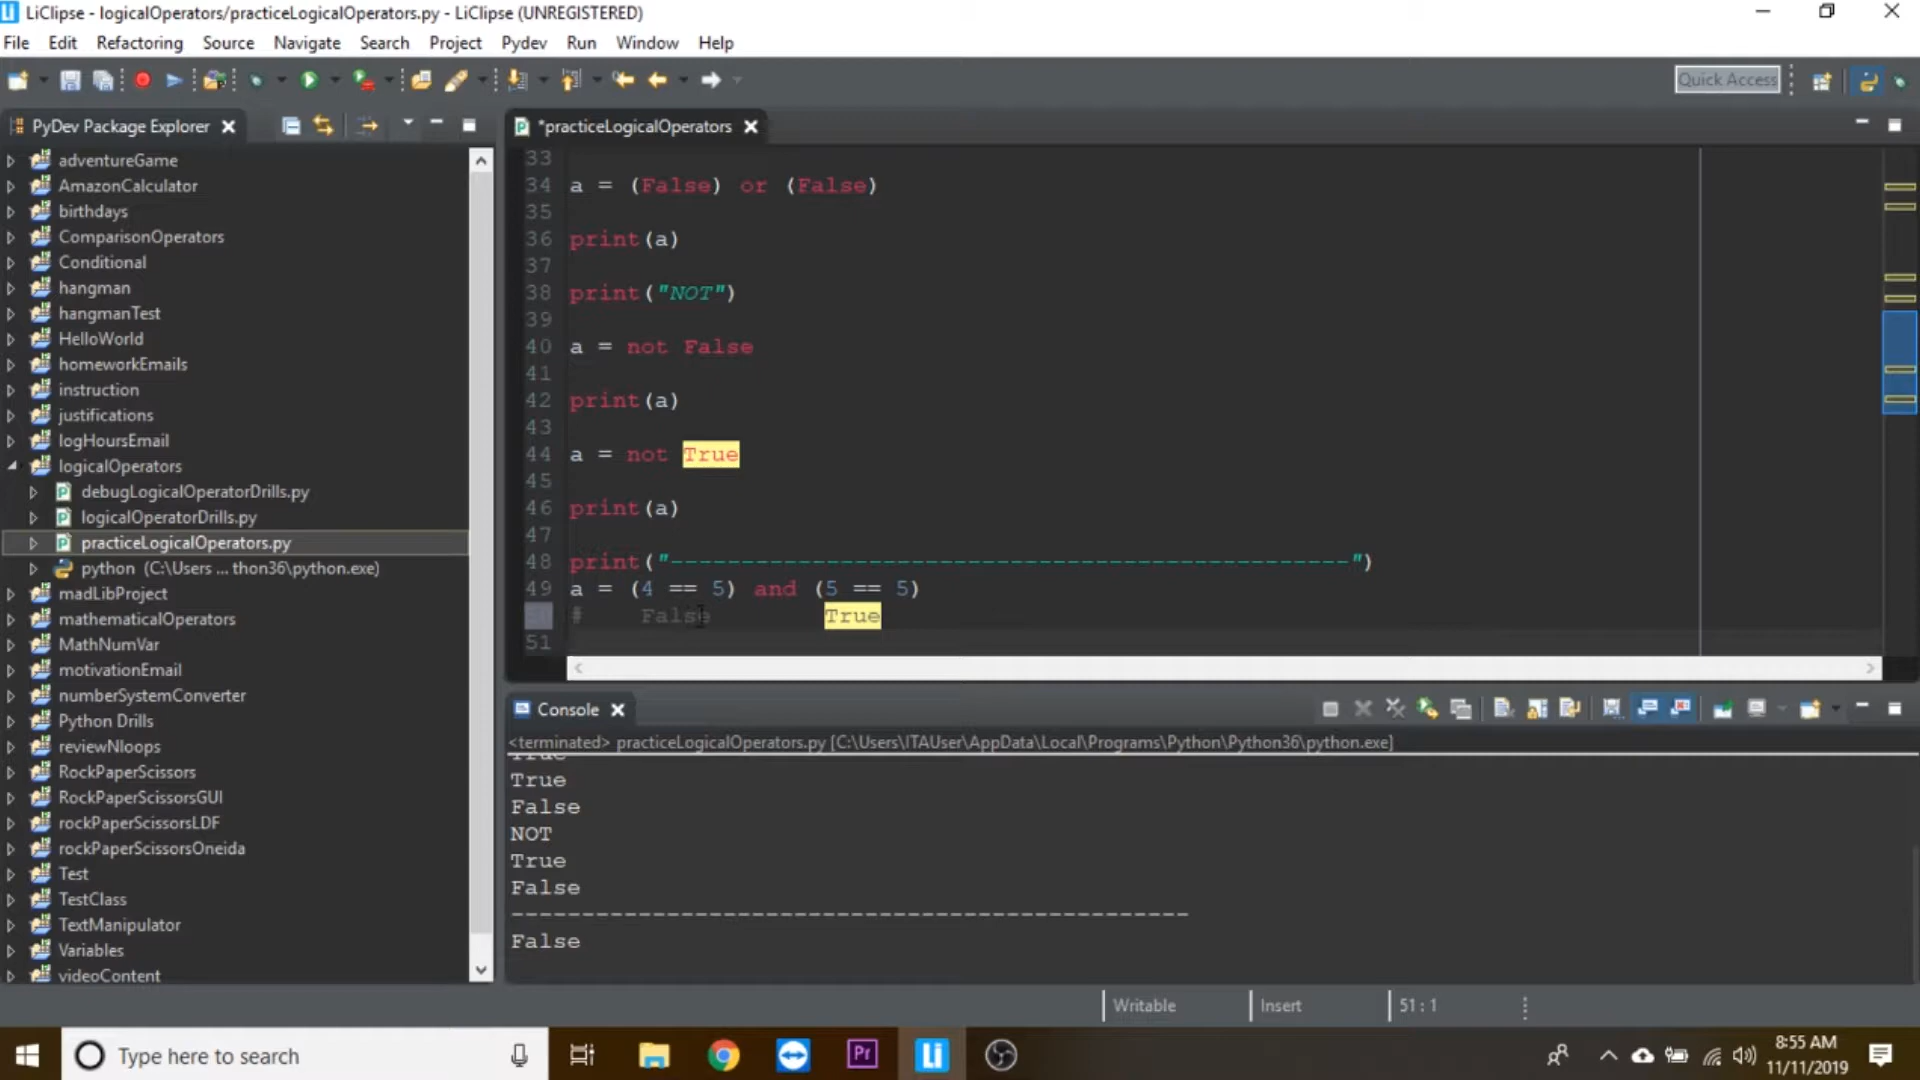 LiClipse - logicalOperators/practiceLogicalOperators.py - LiClipse (UNREGISTERED)
File Edit Refactoring Source Navigate Search Project Pydev Run Window Help
Quick Access
PyDev Package Explorer
adventureGame
AmazonCalculator
birthdays
ComparisonOperators
Conditional
hangman
hangmanTest
HelloWorld
homeworkEmails
instruction
justifications
logHoursEmail
logicalOperators
debugLogicalOperatorDrills.py
logicalOperatorDrills.py
practiceLogicalOperators.py
python (C:\Users ... thon36\python.exe)
madLibProject
mathematicalOperators
MathNumVar
motivationEmail
numberSystemConverter
Python Drills
reviewNloops
RockPaperScissors
RockPaperScissorsGUI
rockPaperScissorsLDF
rockPaperScissorsOneida
Test
TestClass
TextManipulator
Variables
videoContent
*practiceLogicalOperators
33
34 a = (False) or (False)
35
36 print(a)
37
38 print("NOT")
39
40 a = not False
41
42 print(a)
43
44 a = not True
45
46 print(a)
47
48 print("------------------------------------------------")
49 a = (4 == 5) and (5 == 5)
# False True
51
Console
<terminated> practiceLogicalOperators.py [C:\Users\ITAUser\AppData\Local\Programs\Python\Python36\python.exe]
True
True
False
NOT
True
False
------------------------------------------------
False
Writable Insert 51 : 1
Type here to search
Pr
Li
8:55 AM
11/11/2019